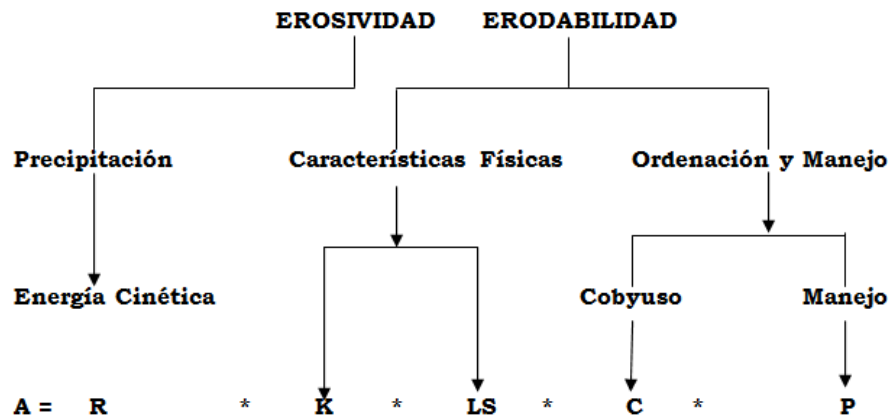 EROSIVIDAD ERODABILIDAD
Precipitación Características Físicas Ordenación y Manejo
Energía Cinética Cobyuso Manejo
A = R * K * LS * C * P